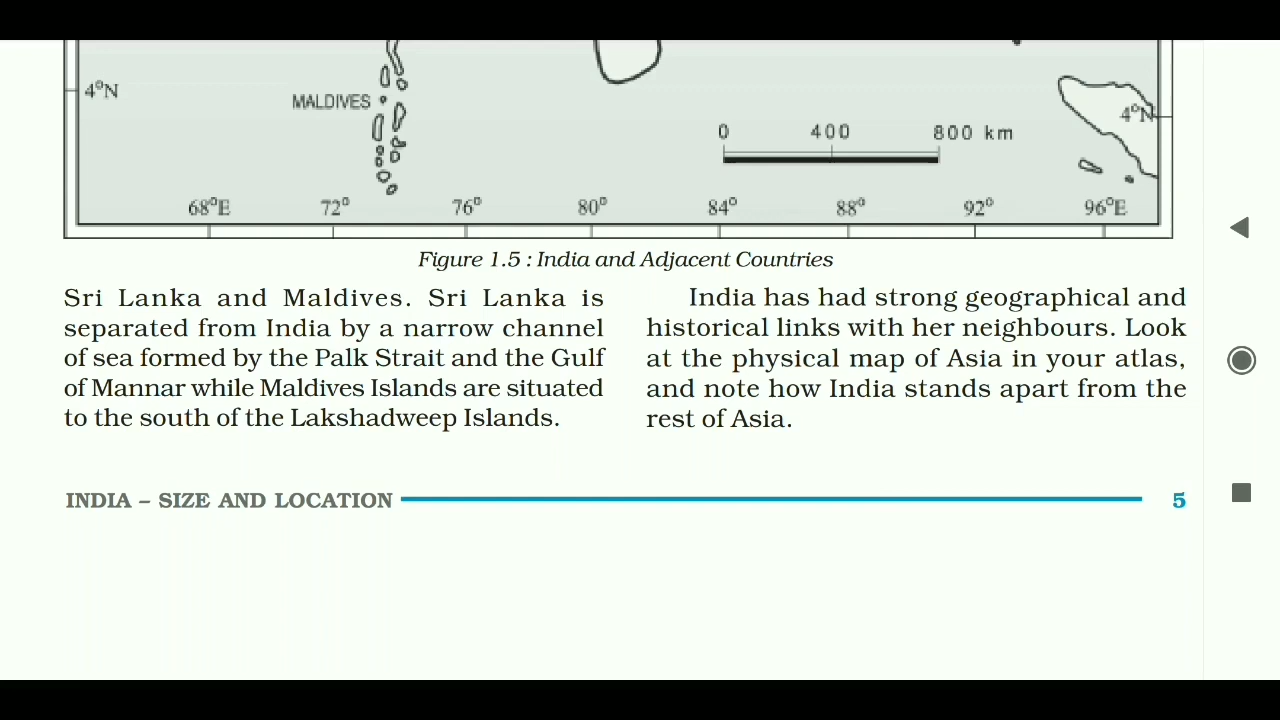 4°N
MALDIVES
4°N
0 400 800 km
68°E 72° 76° 80° 84° 88° 92° 96°E
Figure 1.5 : India and Adjacent Countries
Sri Lanka and Maldives. Sri Lanka is
separated from India by a narrow channel
of sea formed by the Palk Strait and the Gulf
of Mannar while Maldives Islands are situated
to the south of the Lakshadweep Islands.
India has had strong geographical and
historical links with her neighbours. Look
at the physical map of Asia in your atlas,
and note how India stands apart from the
rest of Asia.
INDIA – SIZE AND LOCATION 5